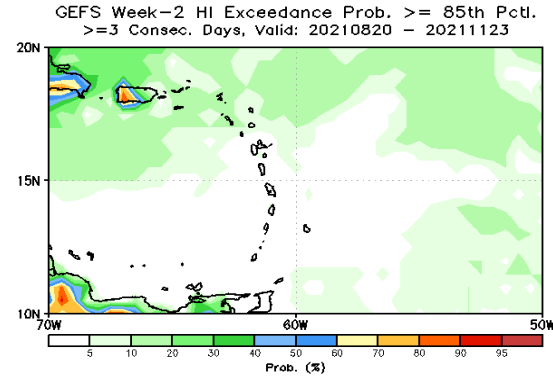 GEFS Week-2 HI Exceedance Prob. >= 85th Pctl.
>=3 Consec. Days, Valid: 20210820 - 20211123
20N
15N
10N
70W 60W 50W
5 10 20 30 40 50 60 70 80 90 95
Prob. (%)